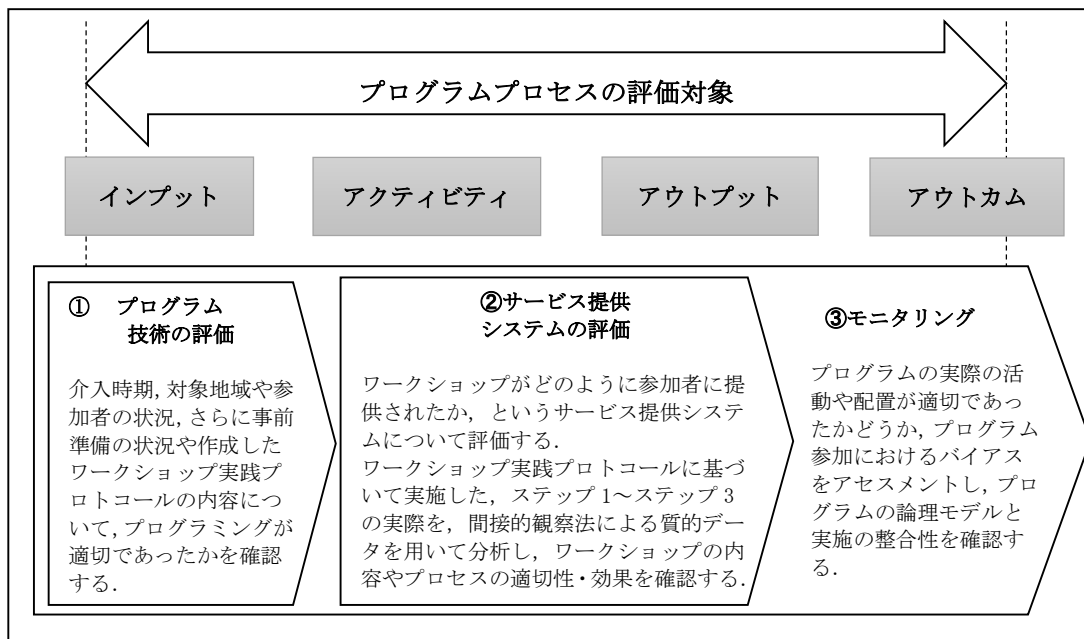 プログラムプロセスの評価対象
インプット
アクティビティ
アウトプット
アウトカム
① プログラム
技術の評価
介入時期, 対象地域や参
加者の状況, さらに事前
準備の状況や作成した
ワークショップ実践プ
ロトコールの内容につ
いて, プログラミングが
適切であったかを確認
する.
②サービス提供
システムの評価
ワークショップがどのように参加者に提
供されたか, というサービス提供システ
ムについて評価する.
ワークショップ実践プロトコールに基づ
いて実施した, ステップ 1~ステップ 3
の実際を, 間接的観察法による質的デー
タを用いて分析し, ワークショップの内
容やプロセスの適切性・効果を確認する.
③モニタリング
プログラムの実際の活
動や配置が適切であっ
たかどうか, プログラム
参加におけるバイアス
をアセスメントし, プロ
グラムの論理モデルと
実施の整合性を確認す
る.